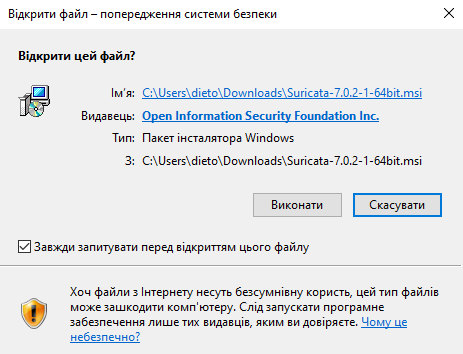 Відкрити файл – попередження системи безпеки
Відкрити цей файл?
Ім'я: C:\Users\dieto\Downloads\Suricata-7.0.2-1-64bit.msi
Видавець: Open Information Security Foundation Inc.
Тип: Пакет інсталятора Windows
З: C:\Users\dieto\Downloads\Suricata-7.0.2-1-64bit.msi
Виконати Скасувати
Завжди запитувати перед відкриттям цього файлу
Хоч файли з Інтернету несуть безсумнівну користь, цей тип файлів
може зашкодити комп'ютеру. Слід запускати програмне
забезпечення лише тих видавців, яким ви довіряєте. Чому це
небезпечно?